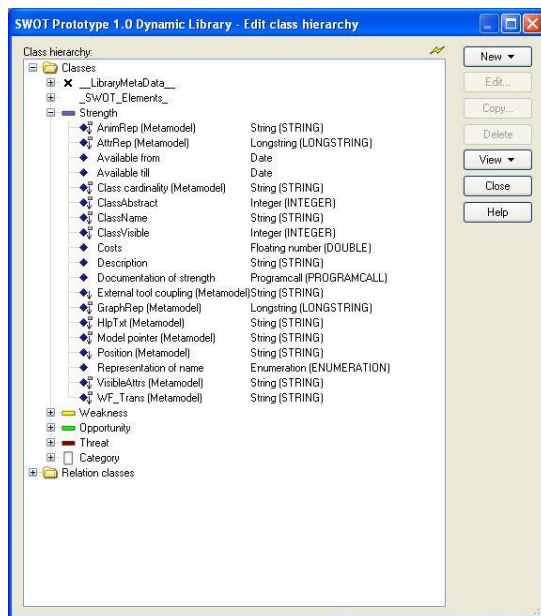 SWOT Prototype 1.0 Dynamic Library - Edit class hierarchy
Class hierarchy:
New
Edit...
Copy...
Delete
View
Close
Help
Classes
__LibraryMetaData__
_SWOT_Elements_
Strength
AnimRep (Metamodel) String (STRING)
AttrRep (Metamodel) Longstring (LONGSTRING)
Available from Date
Available till Date
Class cardinality (Metamodel) String (STRING)
ClassAbstract Integer (INTEGER)
ClassName String (STRING)
ClassVisible Integer (INTEGER)
Costs Floating number (DOUBLE)
Description String (STRING)
Documentation of strength Programcall (PROGRAMCALL)
External tool coupling (Metamodel) String (STRING)
GraphRep (Metamodel) Longstring (LONGSTRING)
HlpTxt (Metamodel) String (STRING)
Model pointer (Metamodel) String (STRING)
Position (Metamodel) String (STRING)
Representation of name Enumeration (ENUMERATION)
VisibleAttrs (Metamodel) String (STRING)
WF_Trans (Metamodel) String (STRING)
Weakness
Opportunity
Threat
Category
Relation classes